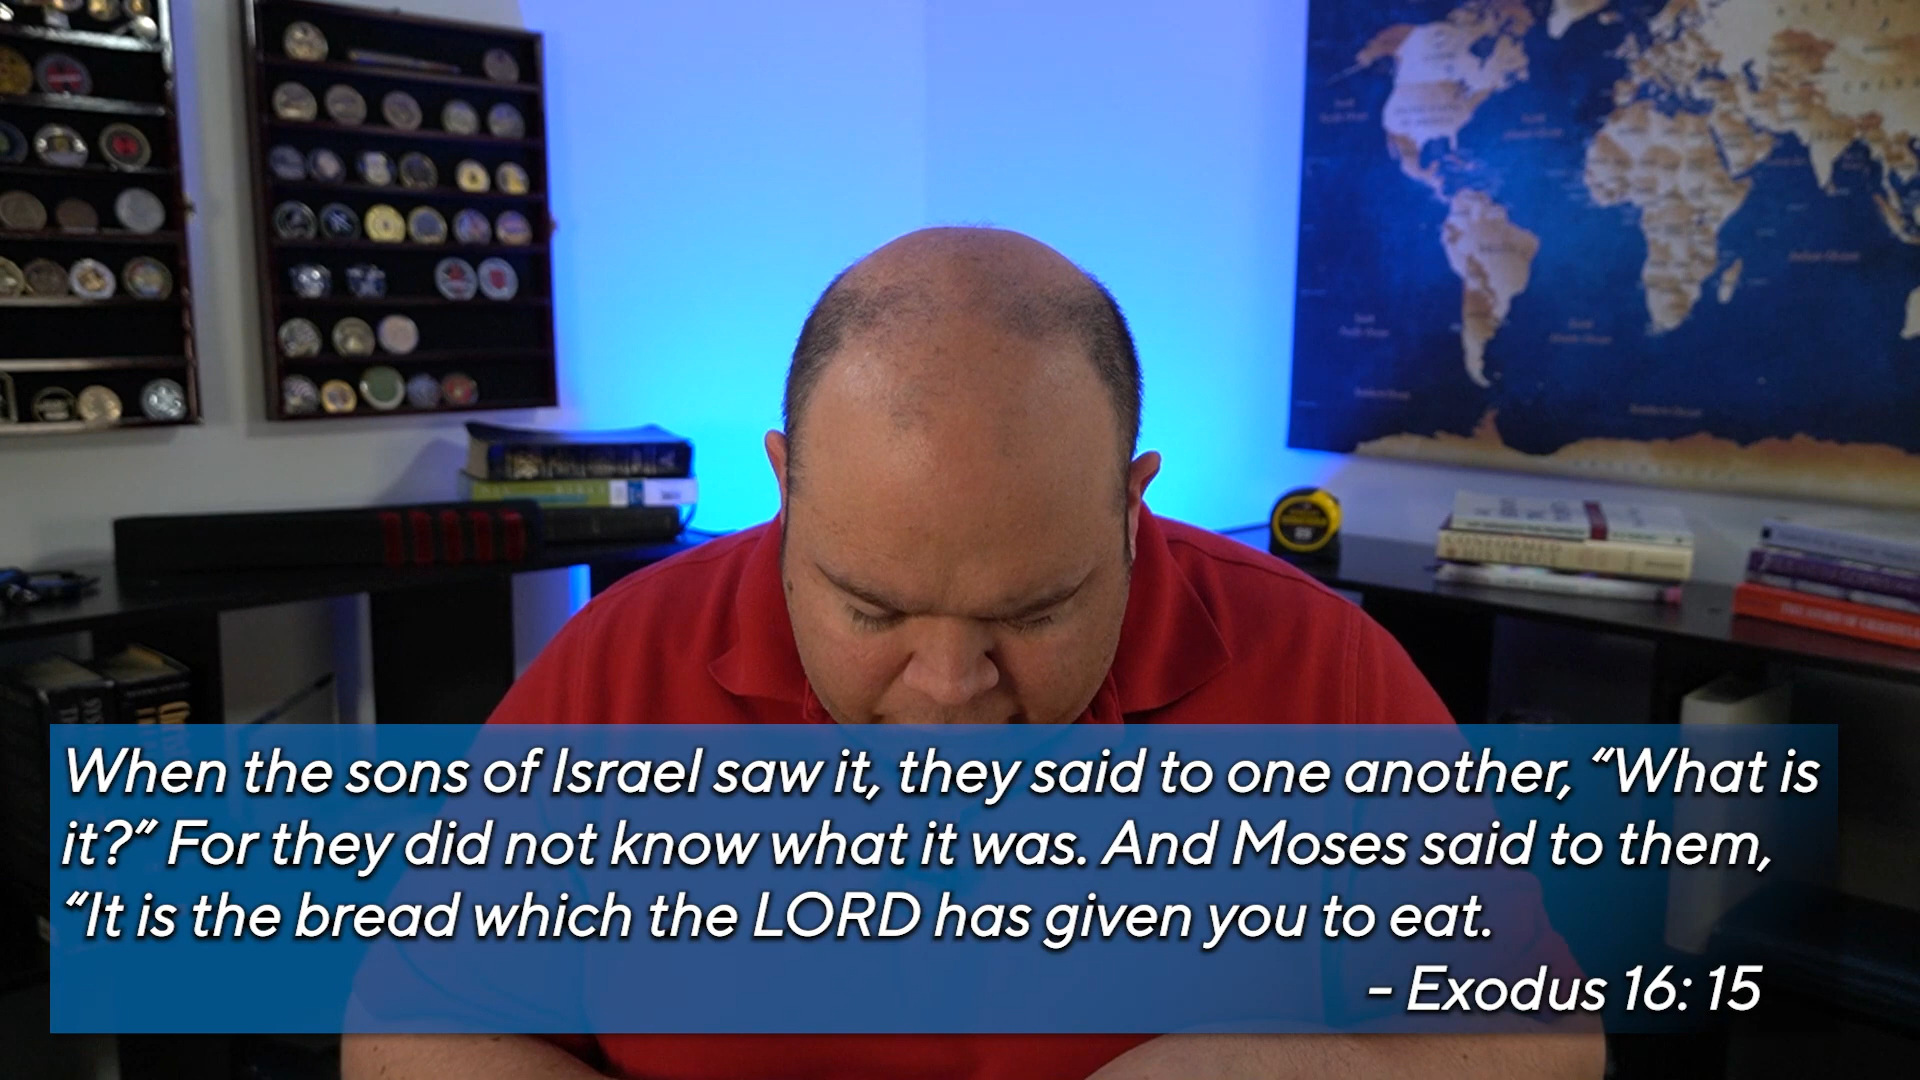 When the sons of Israel saw it, they said to one another, “What is
it?” For they did not know what it was. And Moses said to them,
“It is the bread which the LORD has given you to eat.
- Exodus 16: 15